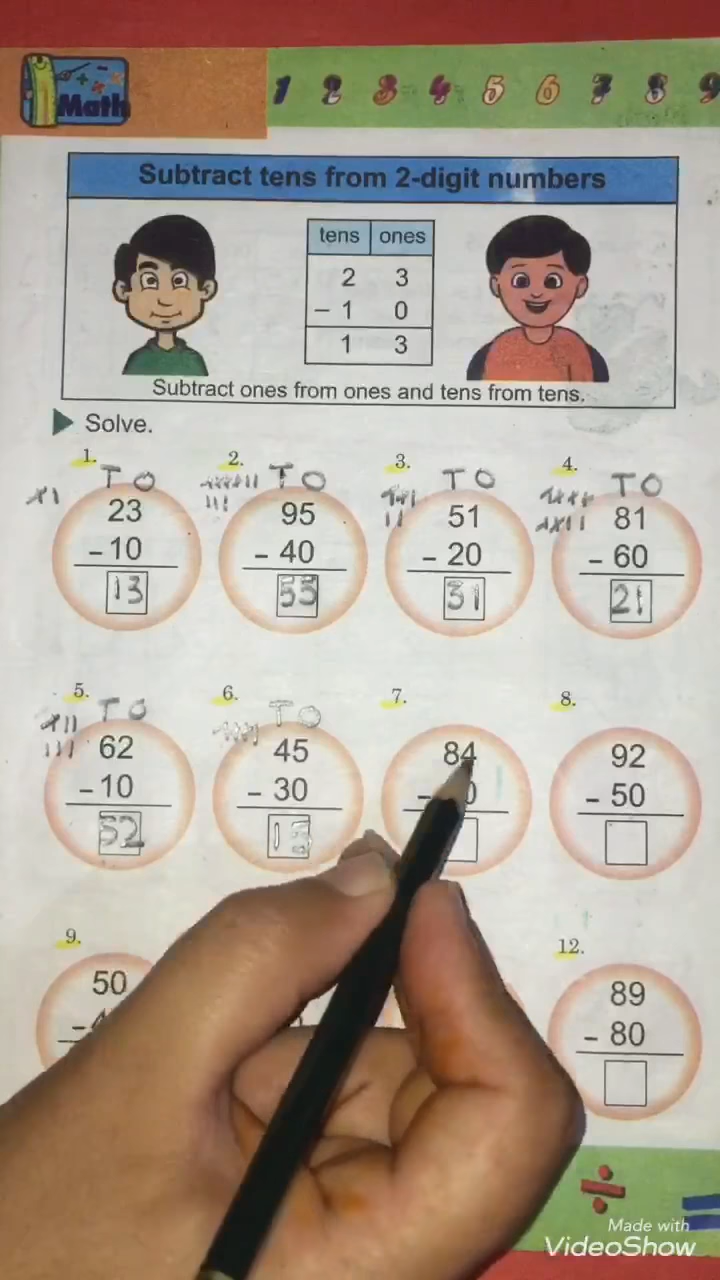 Math
1 2 3 4 5 6 7 8 9
Subtract tens from 2-digit numbers
tens ones
2 3
- 1 0
1 3
Subtract ones from ones and tens from tens.
Solve.
1. 2. 3. 4.
T O T O T O T O
23 95 51 81
- 10 - 40 - 20 - 60
13 55 31 21
5. 6. 7. 8.
T O T O
62 45 84 92
- 10 - 30 - 0 - 50
52 15
9. 12.
50 89
- 80
Made with
VideoShow